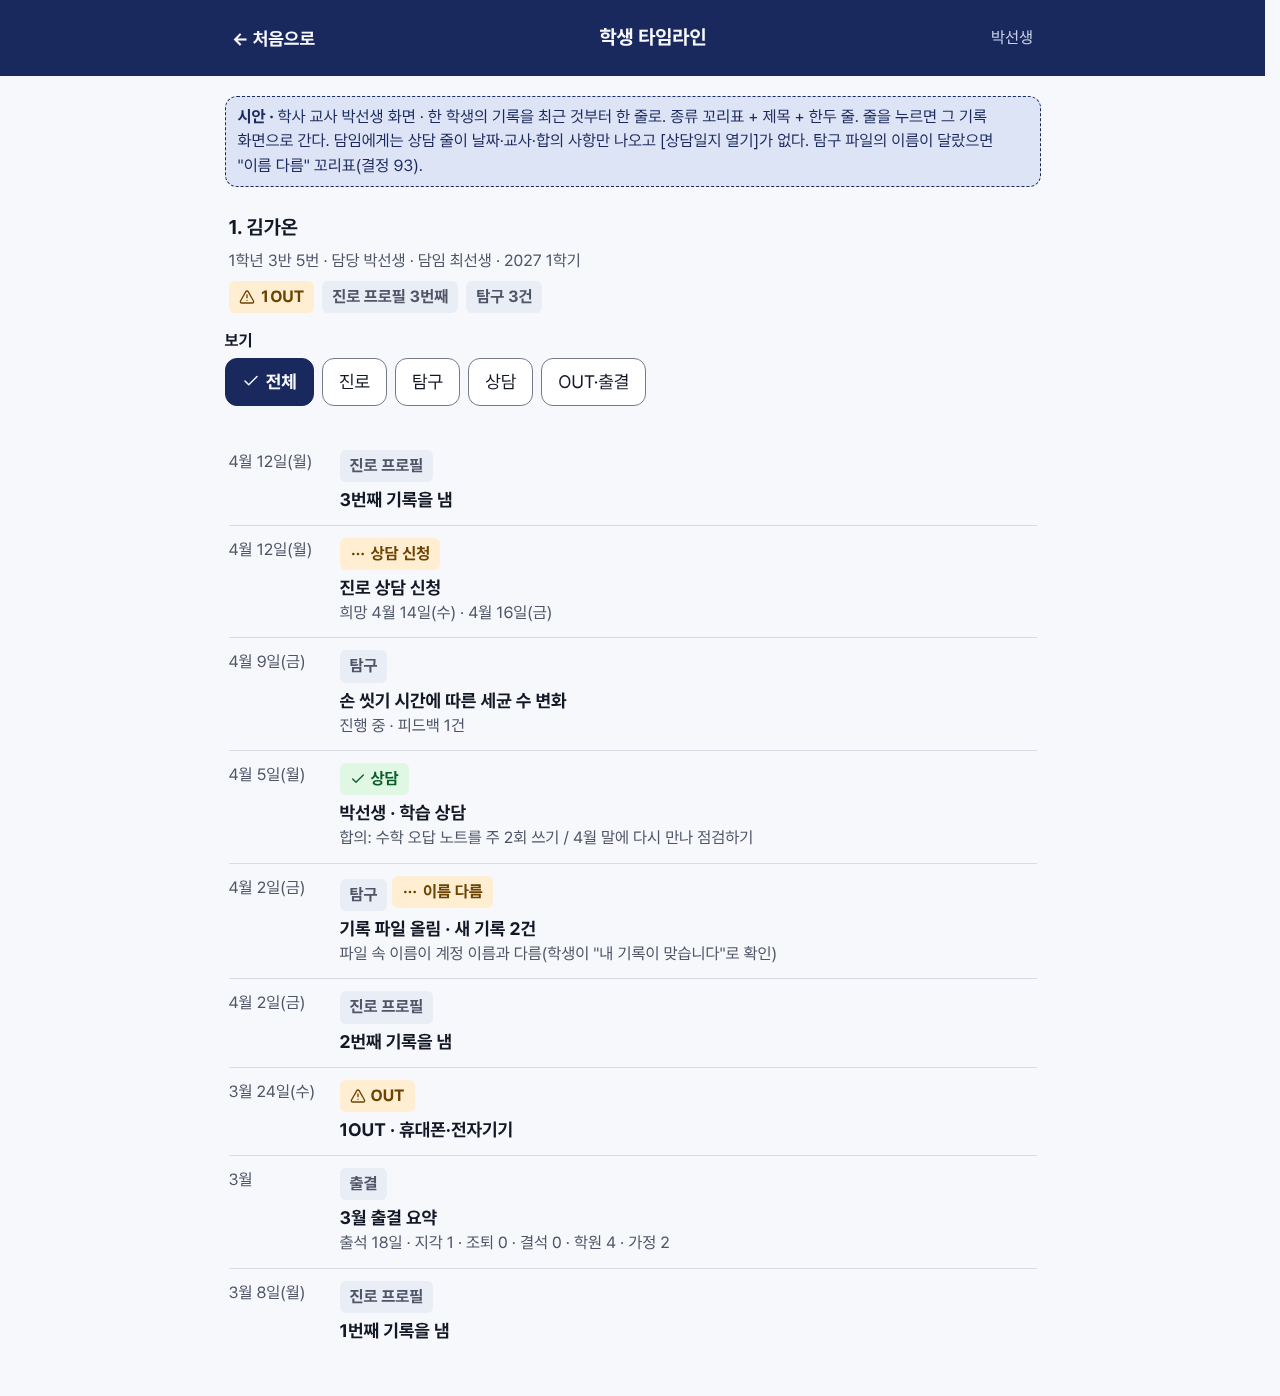 ← 처음으로
학생 타임라인
박선생
시안 · 학사 교사 박선생 화면 · 한 학생의 기록을 최근 것부터 한 줄로. 종류 꼬리표 + 제목 + 한두 줄. 줄을 누르면 그 기록
화면으로 간다. 담임에게는 상담 줄이 날짜·교사·합의 사항만 나오고 [상담일지 열기]가 없다. 탐구 파일의 이름이 달랐으면
"이름 다름" 꼬리표(결정 93).
1. 김가온
1학년 3반 5번 · 담당 박선생 · 담임 최선생 · 2027 1학기
1OUT 진로 프로필 3번째 탐구 3건
보기
전체 진로 탐구 상담 OUT·출결
4월 12일(월) 진로 프로필
3번째 기록을 냄
4월 12일(월) ··· 상담 신청
진로 상담 신청
희망 4월 14일(수) · 4월 16일(금)
4월 9일(금) 탐구
손 씻기 시간에 따른 세균 수 변화
진행 중 · 피드백 1건
4월 5일(월) 상담
박선생 · 학습 상담
합의: 수학 오답 노트를 주 2회 쓰기 / 4월 말에 다시 만나 점검하기
4월 2일(금) 탐구 ··· 이름 다름
기록 파일 올림 · 새 기록 2건
파일 속 이름이 계정 이름과 다름(학생이 "내 기록이 맞습니다"로 확인)
4월 2일(금) 진로 프로필
2번째 기록을 냄
3월 24일(수) OUT
1OUT · 휴대폰·전자기기
3월 출결
3월 출결 요약
출석 18일 · 지각 1 · 조퇴 0 · 결석 0 · 학원 4 · 가정 2
3월 8일(월) 진로 프로필
1번째 기록을 냄